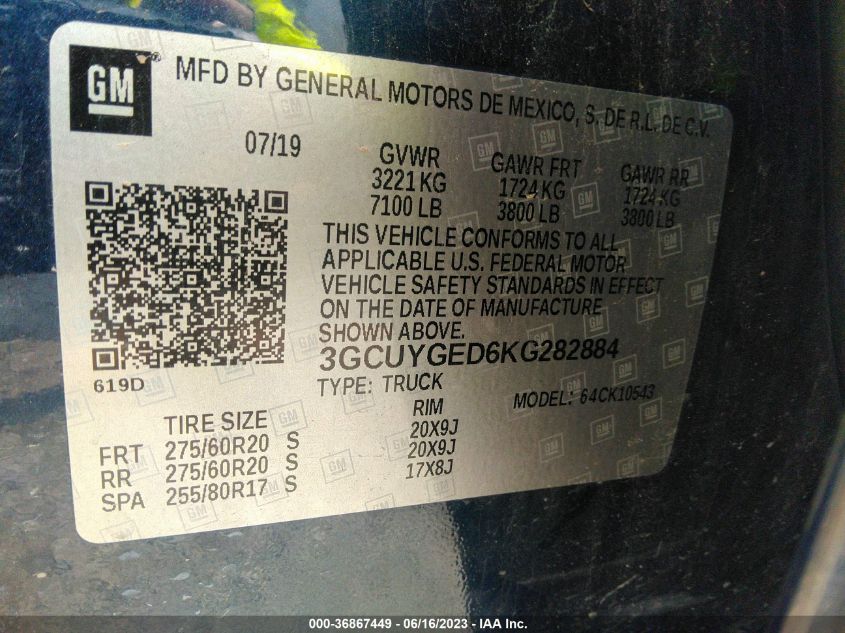 GM
MFD BY GENERAL MOTORS DE MEXICO, S. DE R.L. DE C.V.
07/19
GVWR GAWR FRT GAWR RR
3221 KG 1724 KG 1724 KG
7100 LB 3800 LB 3800 LB
THIS VEHICLE CONFORMS TO ALL
APPLICABLE U.S. FEDERAL MOTOR
VEHICLE SAFETY STANDARDS IN EFFECT
ON THE DATE OF MANUFACTURE
SHOWN ABOVE.
3GCUYGED6KG282884
619D
TYPE: TRUCK MODEL: 64CK10543
TIRE SIZE RIM
FRT 275/60R20 S 20X9J
RR 275/60R20 S 20X9J
SPA 255/80R17 S 17X8J
000-36867449 - 06/16/2023 - IAA Inc.